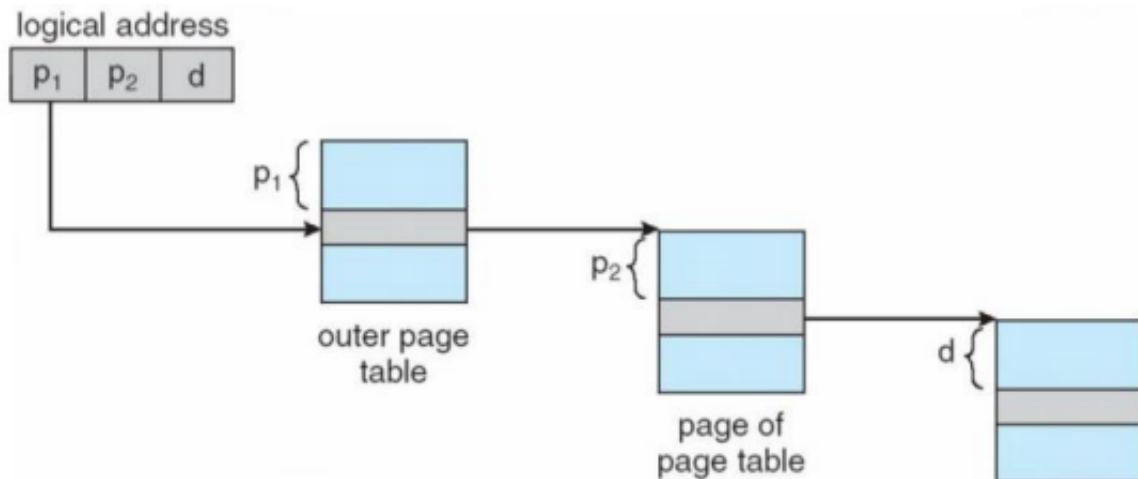 logical address
p₁ p₂ d
p₁
outer page
table
p₂
page of
page table
d